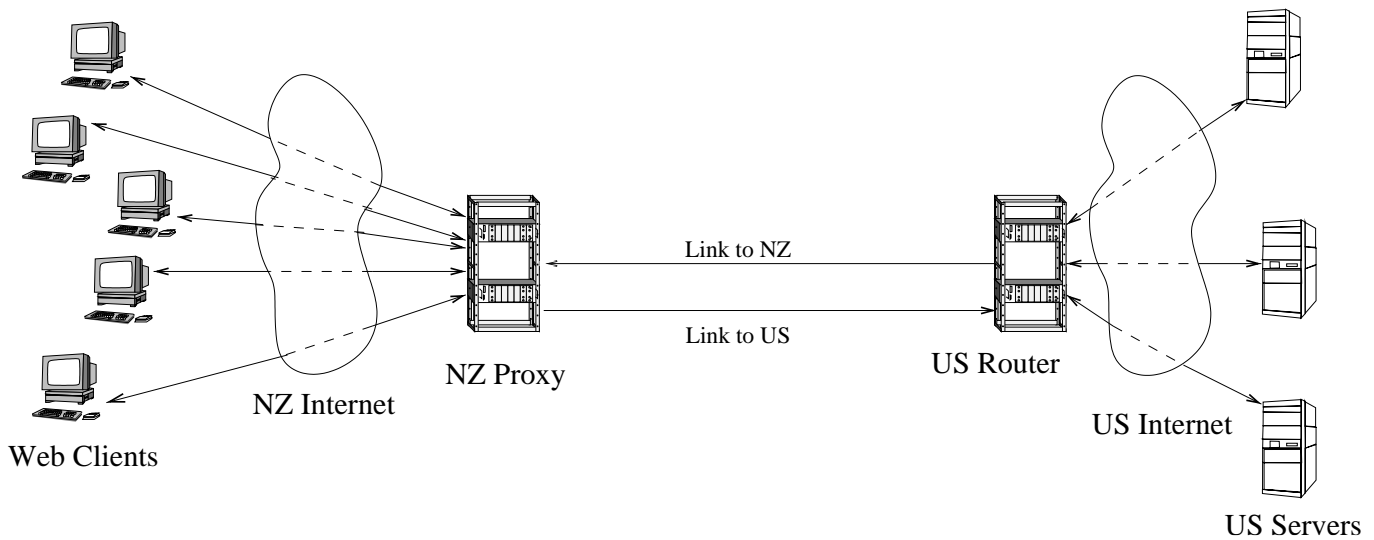 Link to NZ
Link to US
NZ Proxy
US Router
NZ Internet
US Internet
Web Clients
US Servers